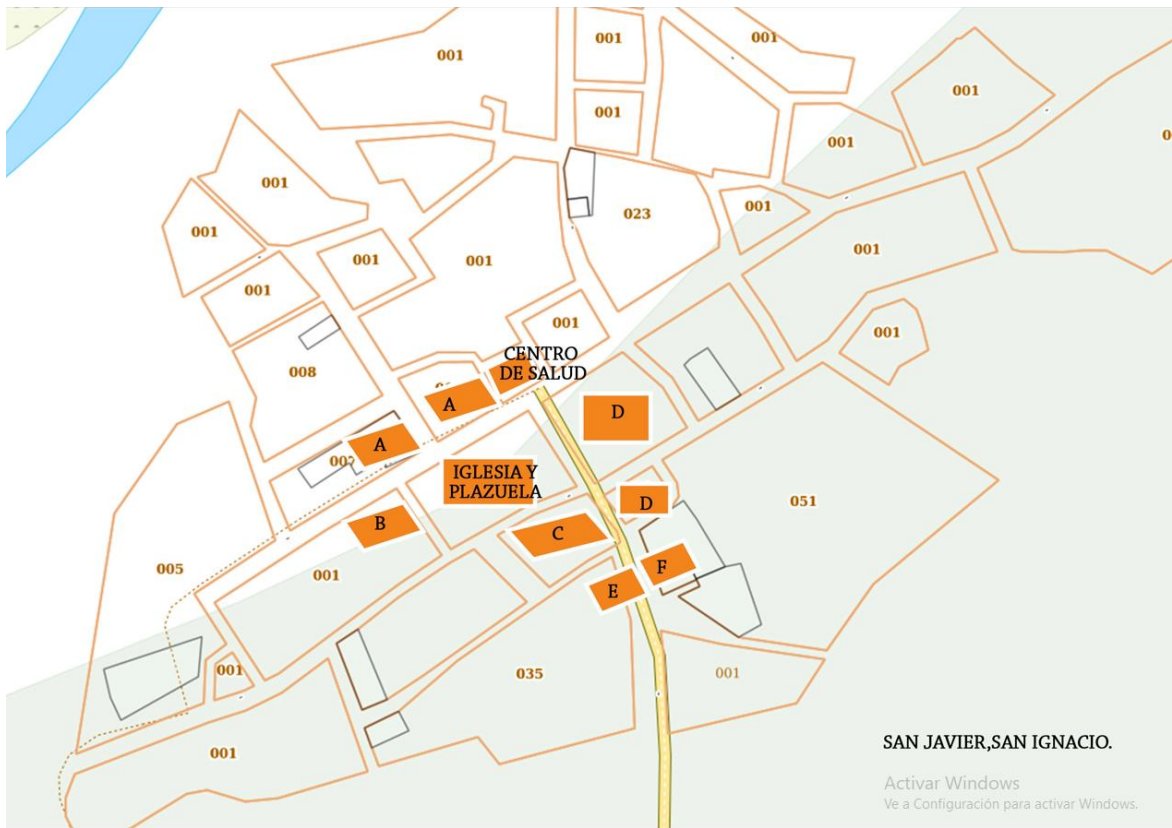 001
001
001
001
001
001
001
001
023
001
001
001
001
001
001
001
001
008
CENTRO
DE SALUD
A
D
A
IGLESIA Y
PLAZUELA
D
051
B
C
005
F
001
E
001
035
001
001
SAN JAVIER,SAN IGNACIO.
Activar Windows
Ve a Configuración para activar Windows.